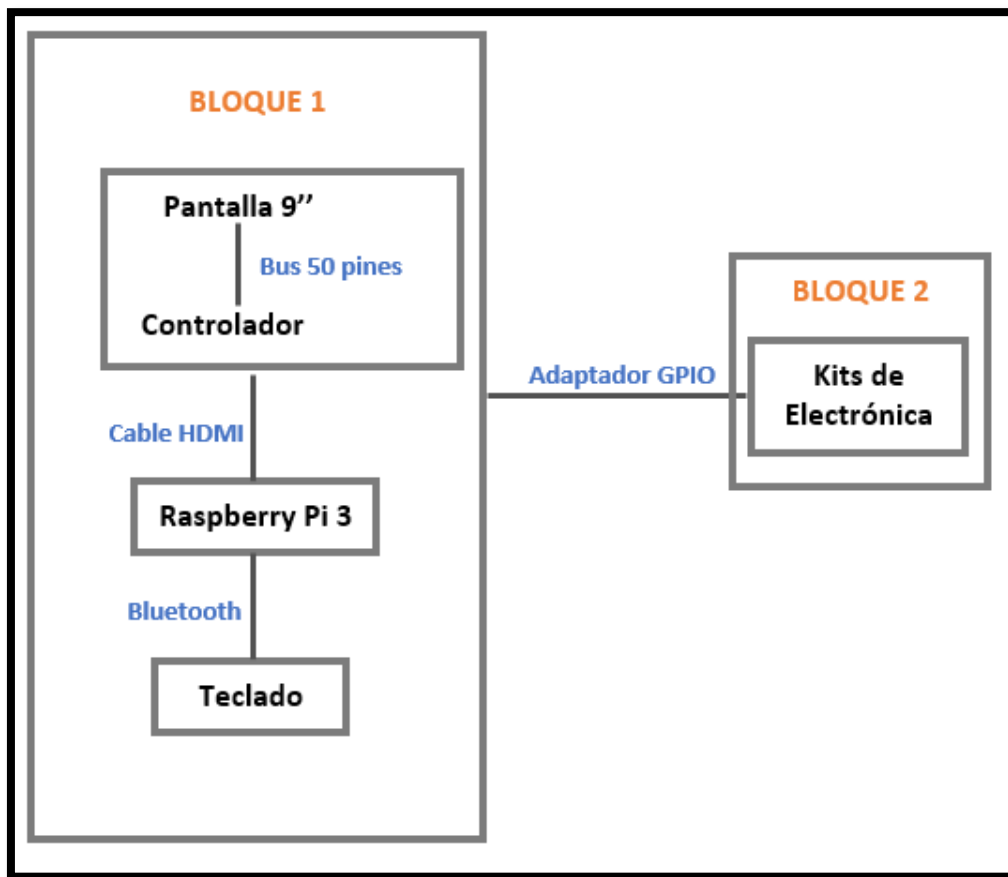 BLOQUE 1
Pantalla 9’’
Bus 50 pines
Controlador
Cable HDMI
Raspberry Pi 3
Bluetooth
Teclado
Adaptador GPIO
BLOQUE 2
Kits de
Electrónica